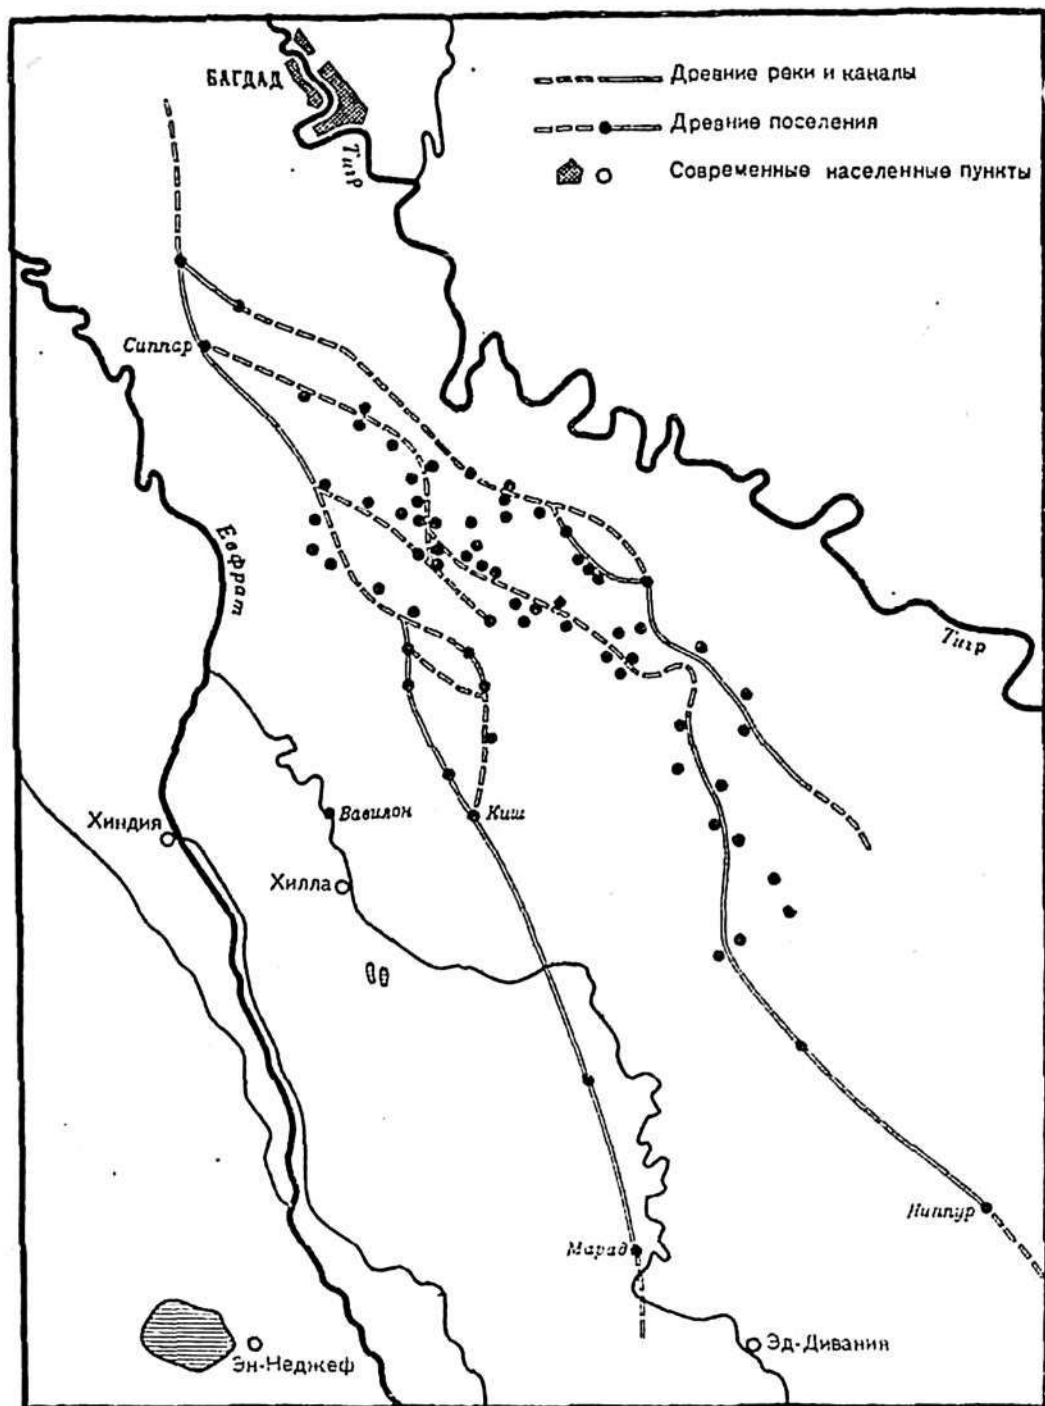 БАГДАД
Древние реки и каналы
Древние поселения
Современные населенные пункты
Тигр
Сиппар
Евфрат
Тигр
Хиндия
Вавилон
Киш
Хилла
Ниппур
Марад
Эн-Неджеф
Эд-Дивания